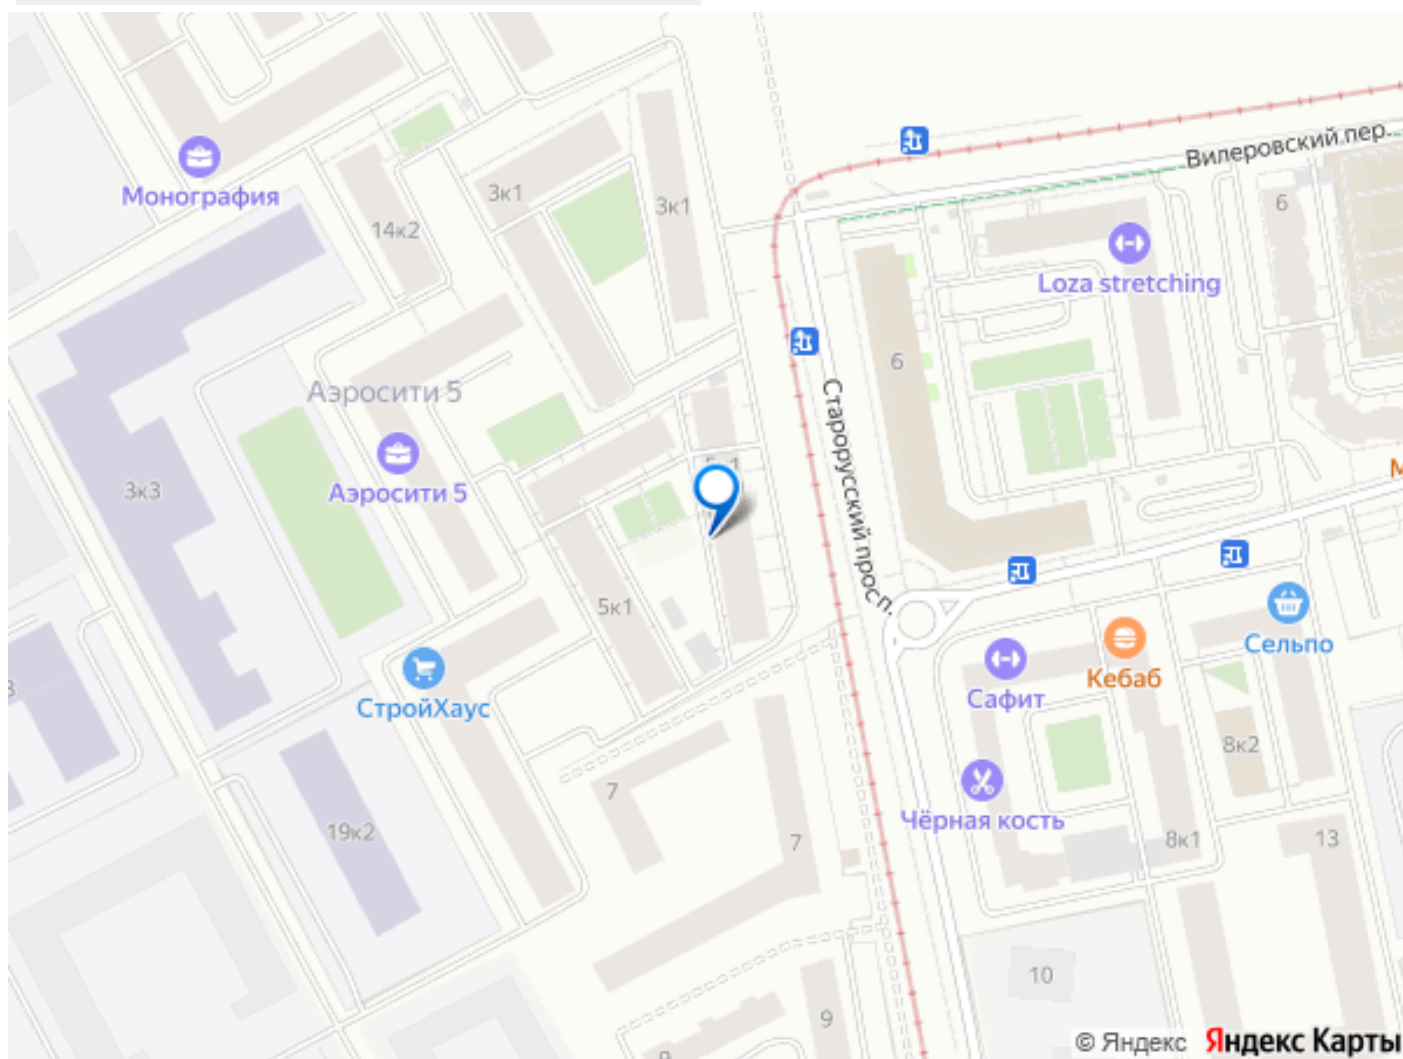 Вилеровский пер.
Монография
3к1
3к1
6
14к2
Loza stretching
6
Аэросити 5
Старорусский просп.
3к3
Аэросити 5
5к1
СтройХаус
Сафит
Кебаб
Сельпо
8к2
7
19к2
7
Чёрная кость
8к1
13
10
9
© Яндекс Яндекс Карты